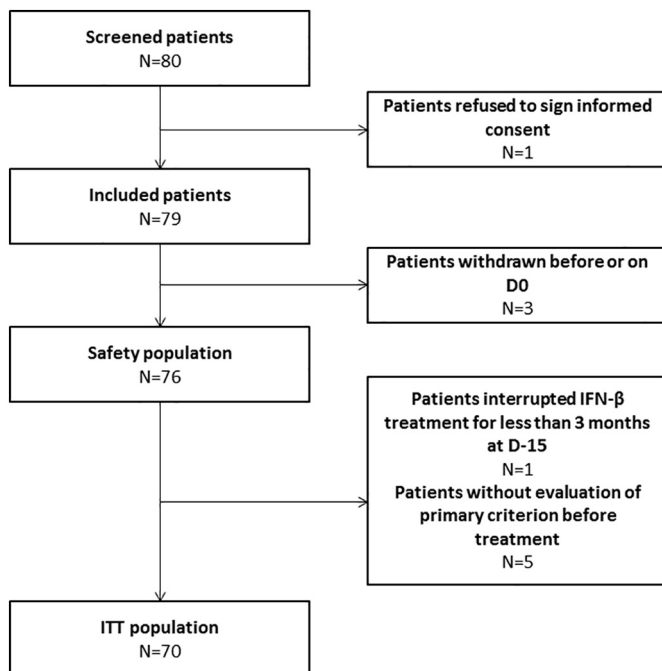 Screened patients
N=80
Patients refused to sign informed
consent
N=1
Included patients
N=79
Patients withdrawn before or on
D0
N=3
Safety population
N=76
Patients interrupted IFN-β
treatment for less than 3 months
at D-15
N=1
Patients without evaluation of
primary criterion before
treatment
N=5
ITT population
N=70